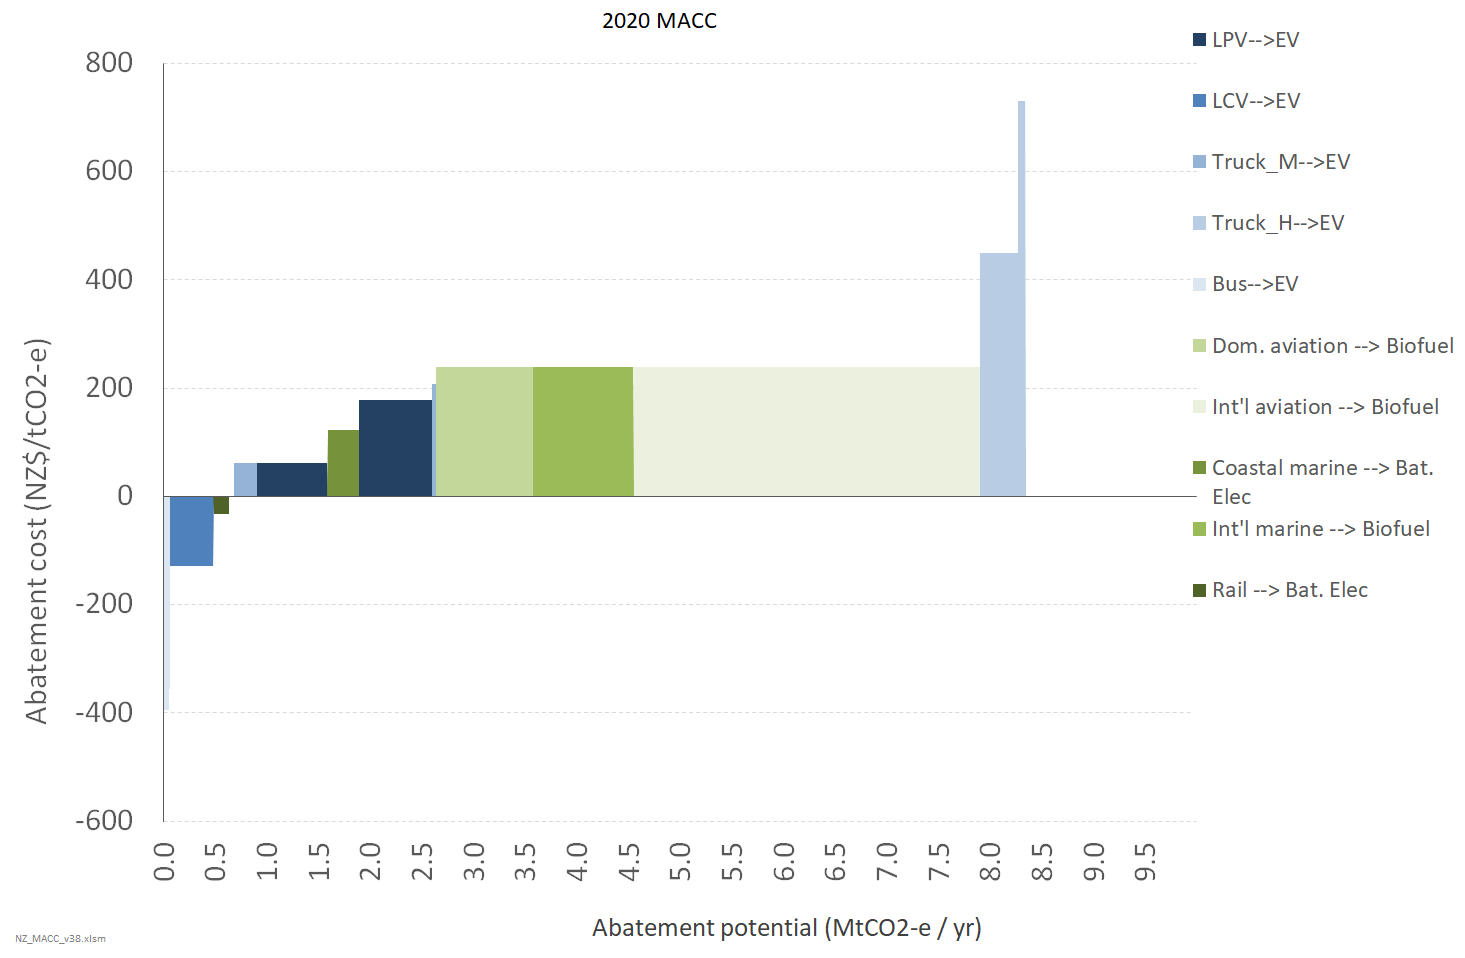 2020 MACC
800
600
400
200
0
-200
-400
-600
Abatement cost (NZ$/tCO2-e)
0.0
0.5
1.0
1.5
2.0
2.5
3.0
3.5
4.0
4.5
5.0
5.5
6.0
6.5
7.0
7.5
8.0
8.5
9.0
9.5
Abatement potential (MtCO2-e / yr)
LPV-->EV
LCV-->EV
Truck_M-->EV
Truck_H-->EV
Bus-->EV
Dom. aviation --> Biofuel
Int'l aviation --> Biofuel
Coastal marine --> Bat.
Elec
Int'l marine --> Biofuel
Rail --> Bat. Elec
NZ_MACC_v38.xlsm